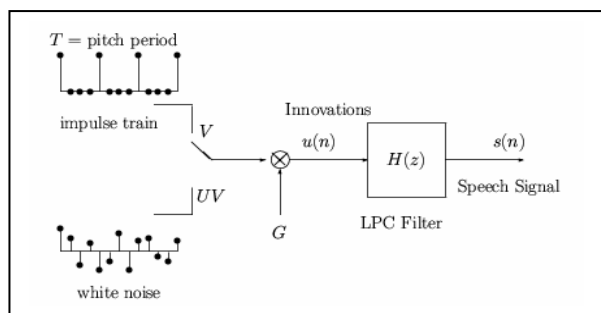 T = pitch period
impulse train
V
Innovations
u(n)
H(z)
s(n)
Speech Signal
UV
G
LPC Filter
white noise